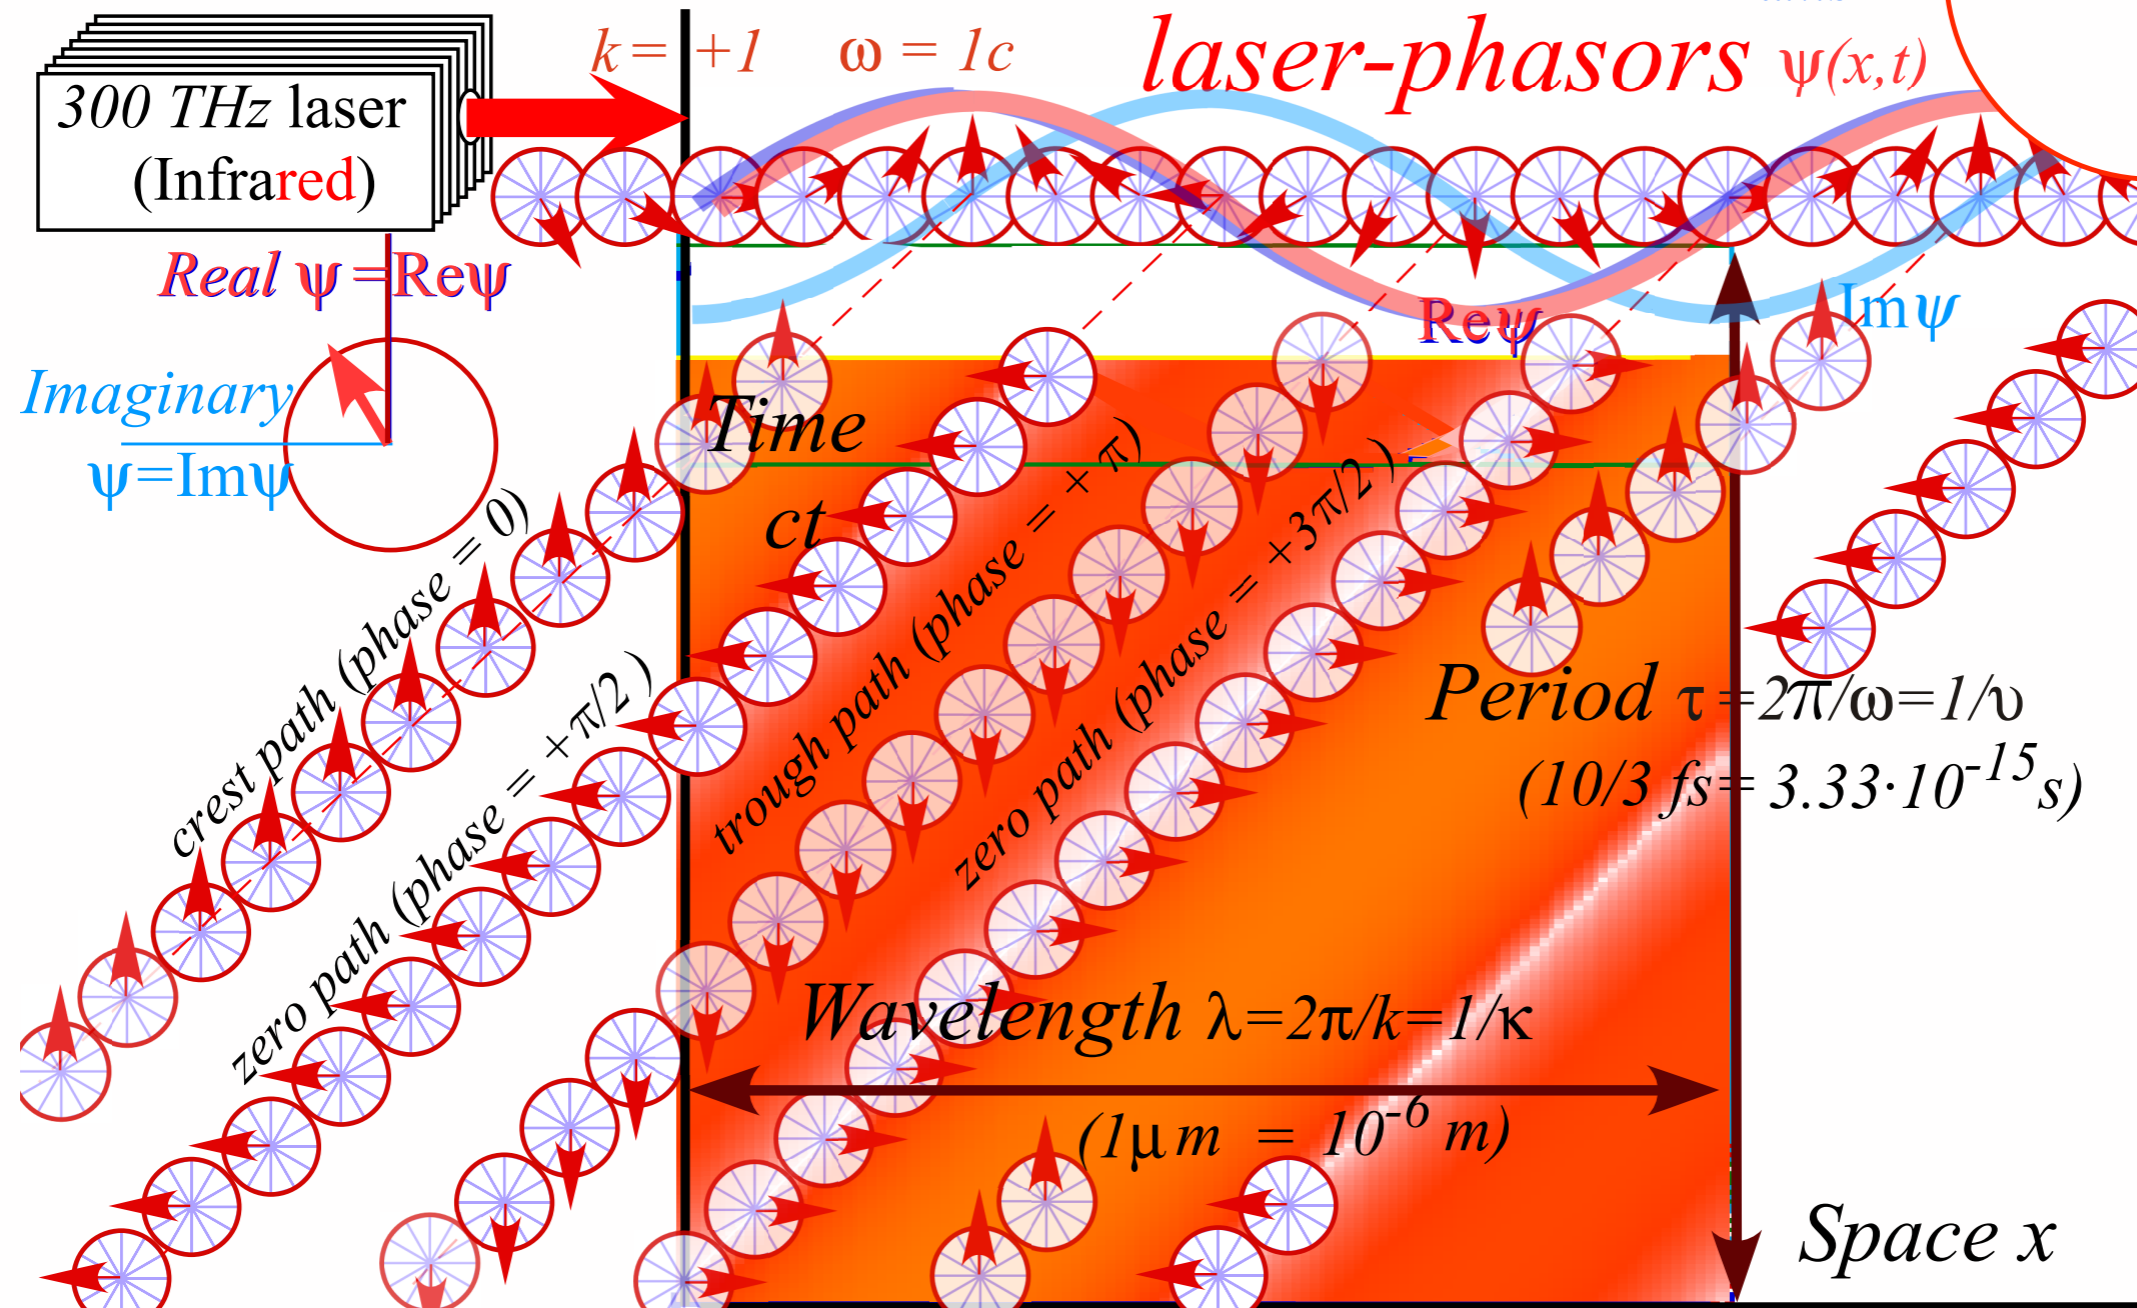 300 THz laser
(Infrared)
k = +1 ω = 1c
laser-phasors ψ(x,t)
Real ψ =Reψ
Imaginary
ψ=Imψ
Reψ
Imψ
Time
ct
crest path (phase = 0)
zero path (phase = +π/2 )
trough path (phase = + π)
zero path (phase = +3π/2 )
Period τ =2π/ω=1/υ
(10/3 fs= 3.33·10-15 s)
Wavelength λ=2π/k=1/κ
(1μm = 10-6 m)
Space x